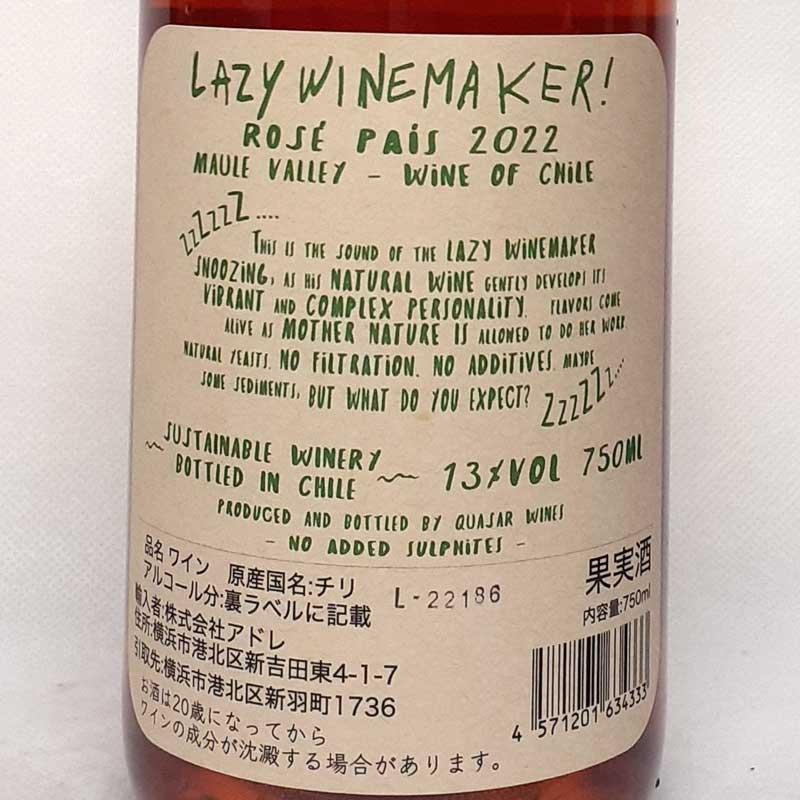 LAZY WINEMAKER!
ROSÉ PAÍS 2022
MAULE VALLEY - WINE OF CHILE
ZZZZZZ....
THIS IS THE SOUND OF THE LAZY WINEMAKER
SNOOZING, AS HIS NATURAL WINE GENTLY DEVELOPS ITS
VIBRANT AND COMPLEX PERSONALITY. FLAVORS COME
ALIVE AS MOTHER NATURE IS ALLOWED TO DO HER WORK.
NATURAL YEASTS. NO FILTRATION. NO ADDITIVES. MAYBE
SOME SEDIMENTS, BUT WHAT DO YOU EXPECT?
ZZZZZZ....
SUSTAINABLE WINERY
BOTTLED IN CHILE
13%VOL 750ML
PRODUCED AND BOTTLED BY QUASAR WINES
- NO ADDED SULPHITES -
品名 ワイン 原産国名:チリ
アルコール分:裏ラベルに記載
輸入者:株式会社アドレ
住所:横浜市港北区新吉田東4-1-7
引取先:横浜市港北区新羽町1736
お酒は20歳になってから
ワインの成分が沈澱する場合があります。
L-22186
果実酒
内容量:750ml
4 571201 634333